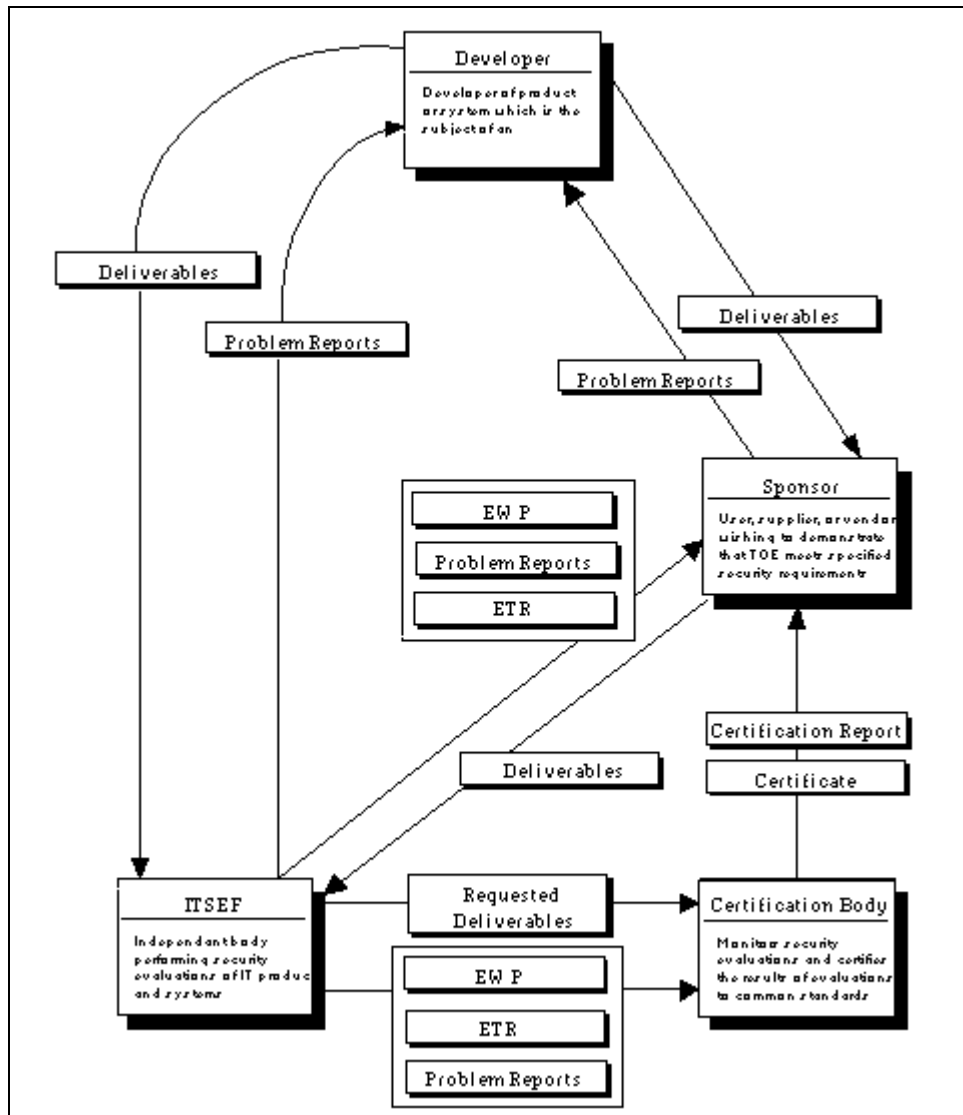 Developer
Developer of product
or system which is the
subject of an
Deliverables
Problem Reports
Deliverables
Problem Reports
Sponsor
User, supplier, or vendor
wishing to demonstrate
that TOE meets specified
security requirements
EWP
Problem Reports
ETR
Certification Report
Certificate
Deliverables
ITSEF
Independant body
performing security
evaluations of IT produc
and systems
Requested
Deliverables
Certification Body
Monitors security
evaluations and certifies
the results of evaluations
to common standards
EWP
ETR
Problem Reports